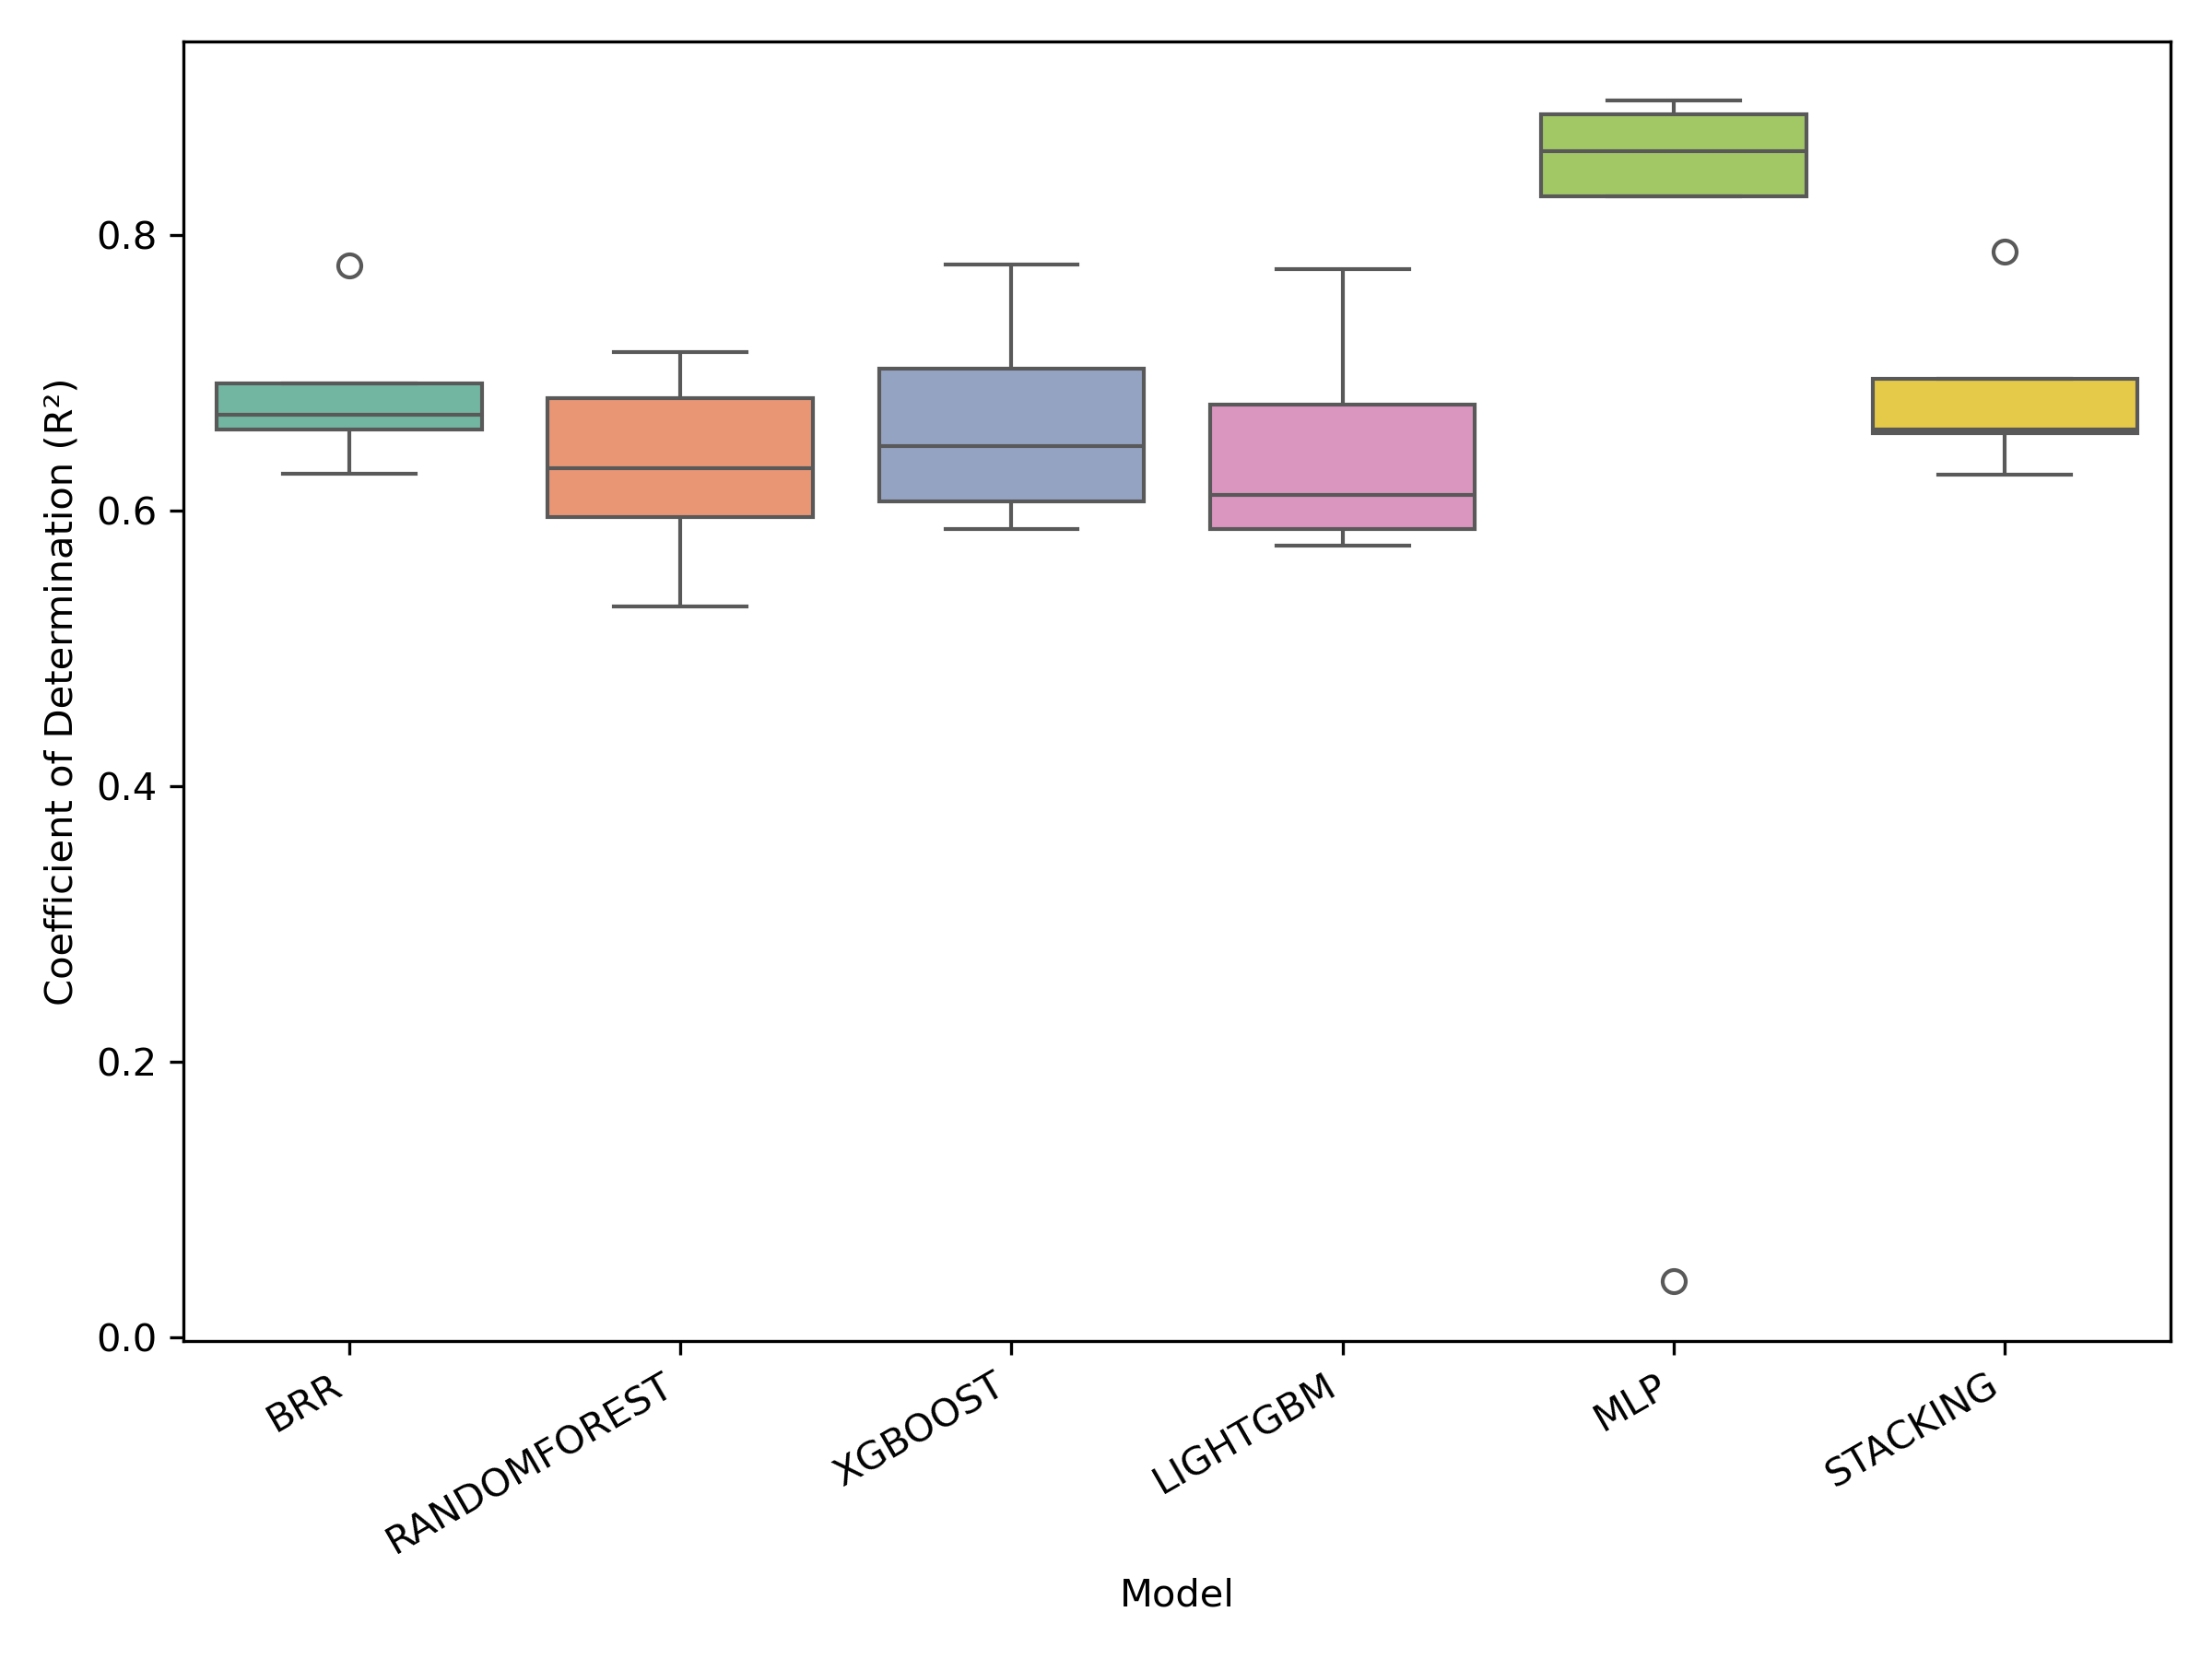 Coefficient of Determination (R²)
0.8
0.6
0.4
0.2
0.0
BRR
RANDOMFOREST
XGBOOST
LIGHTGBM
MLP
STACKING
Model